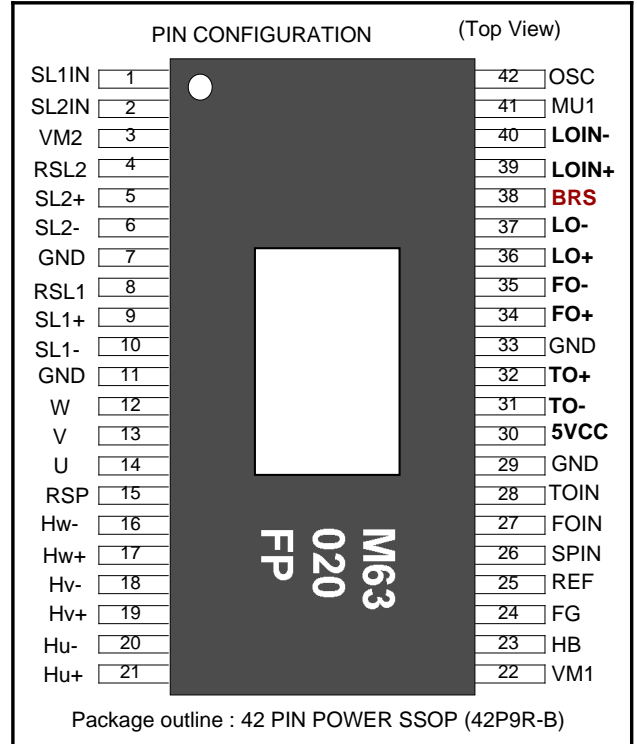 PIN CONFIGURATION (Top View)
SL1IN 1 42 OSC
SL2IN 2 41 MU1
VM2 3 40 LOIN-
RSL2 4 39 LOIN+
SL2+ 5 38 BRS
SL2- 6 37 LO-
GND 7 36 LO+
RSL1 8 35 FO-
SL1+ 9 34 FO+
SL1- 10 33 GND
GND 11 32 TO+
W 12 31 TO-
V 13 30 5VCC
U 14 29 GND
RSP 15 28 TOIN
Hw- 16 27 FOIN
Hw+ 17 26 SPIN
Hv- 18 25 REF
Hv+ 19 24 FG
Hu- 20 23 HB
Hu+ 21 22 VM1
M63
020
FP
Package outline : 42 PIN POWER SSOP (42P9R-B)